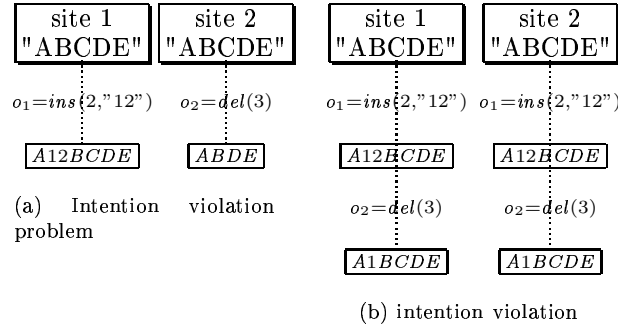 site 1
"ABCDE"
site 2
"ABCDE"
o₁=ins(2,"12")
o₂=del(3)
A12BCDE
ABDE
(a) Intention violation
problem
site 1
"ABCDE"
site 2
"ABCDE"
o₁=ins(2,"12")
o₁=ins(2,"12")
A12BCDE
A12BCDE
o₂=del(3)
o₂=del(3)
A1BCDE
A1BCDE
(b) intention violation